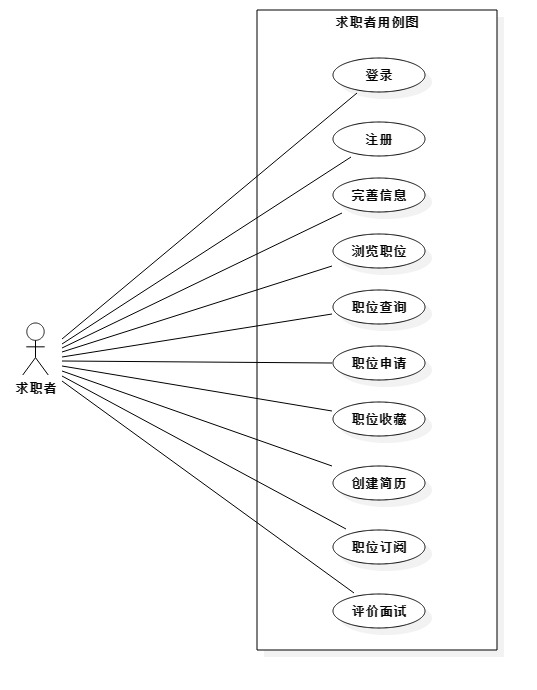 求职者用例图
登录
注册
完善信息
浏览职位
职位查询
职位申请
求职者
职位收藏
创建简历
职位订阅
评价面试